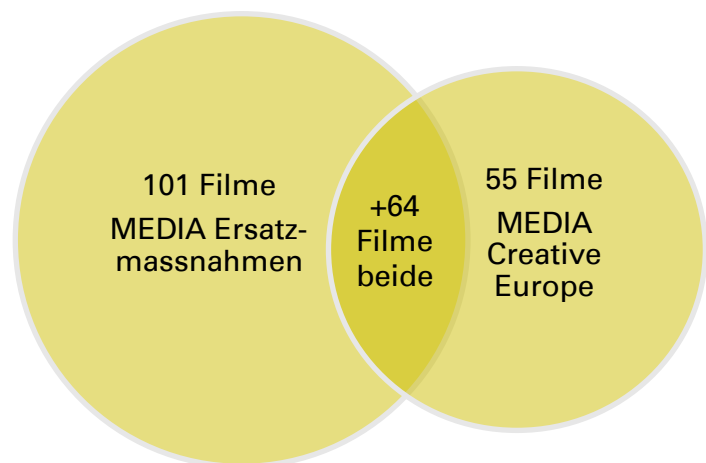 101 Filme
MEDIA Ersatz-
massnahmen
+64
Filme
beide
55 Filme
MEDIA
Creative
Europe